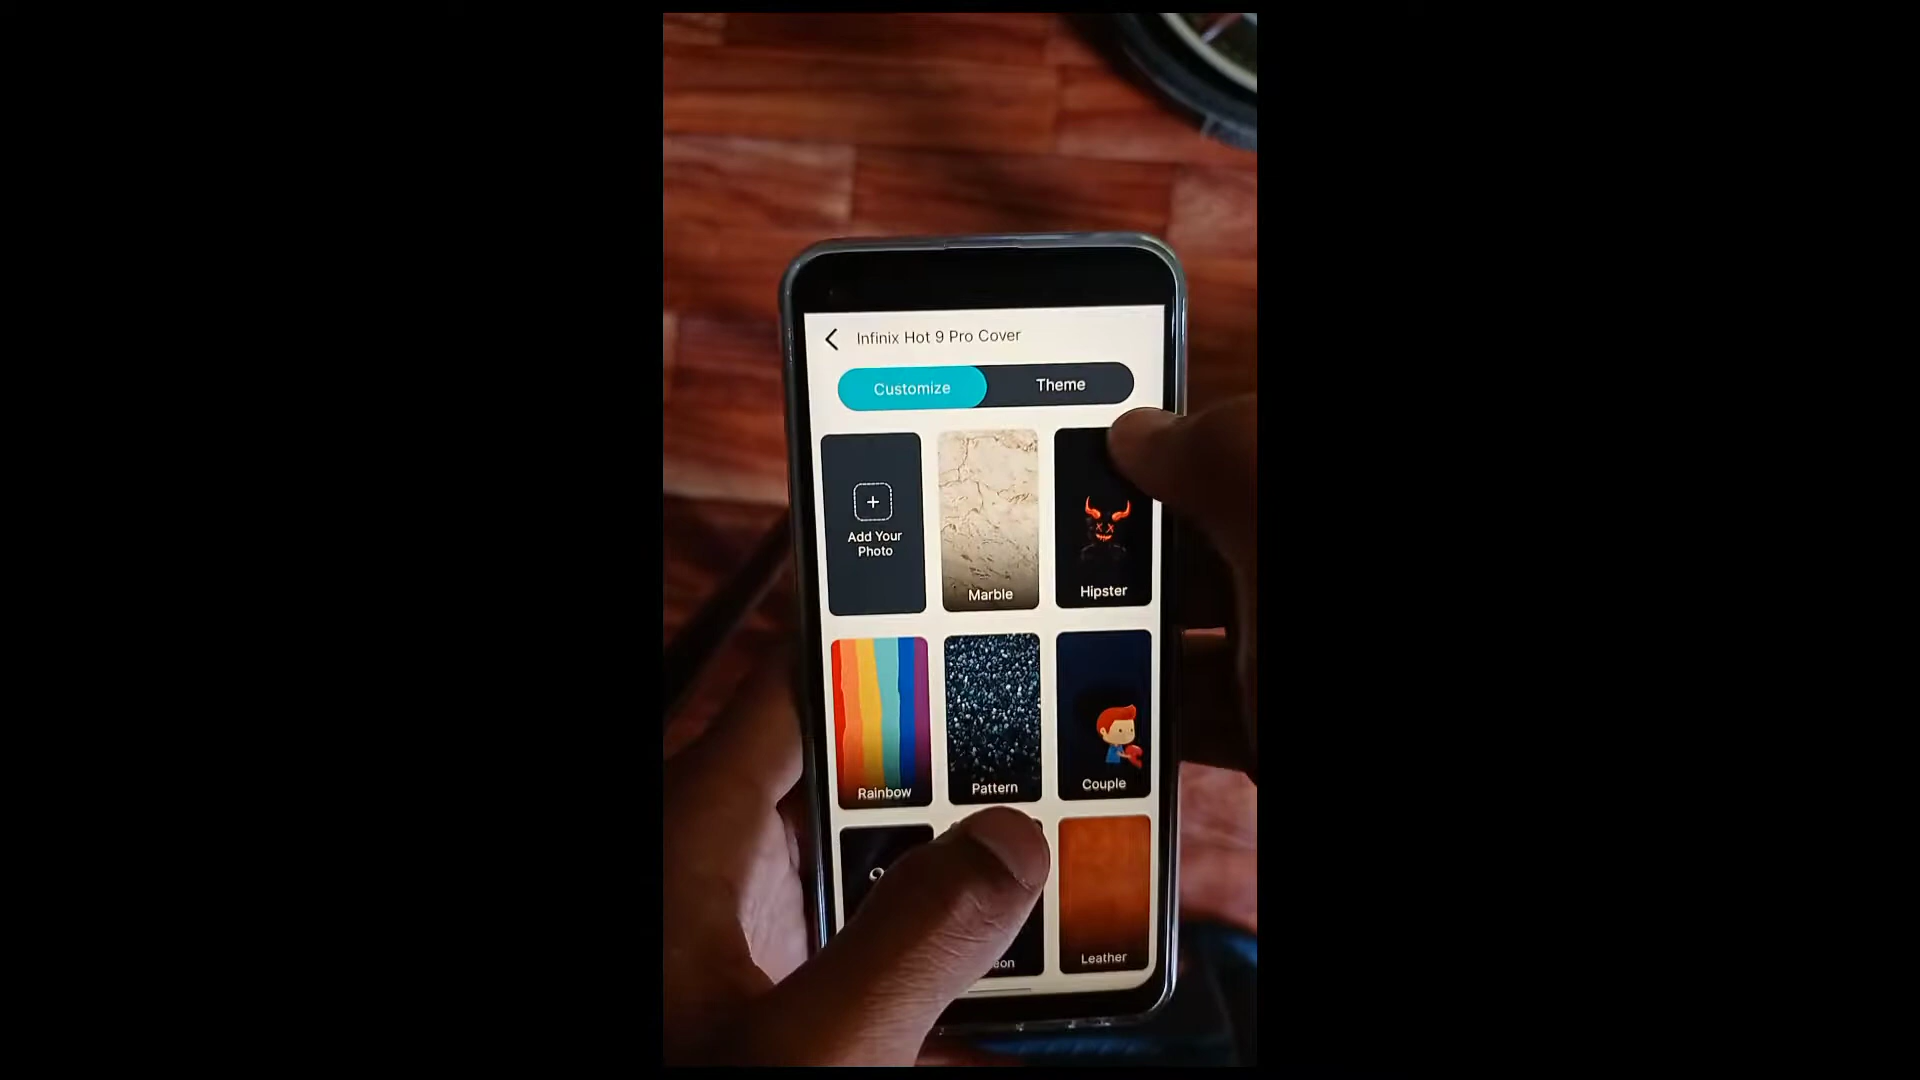 Infinix Hot 9 Pro Cover
Customize
Theme
Add Your
Photo
Marble
Hipster
Rainbow
Pattern
Couple
Leather